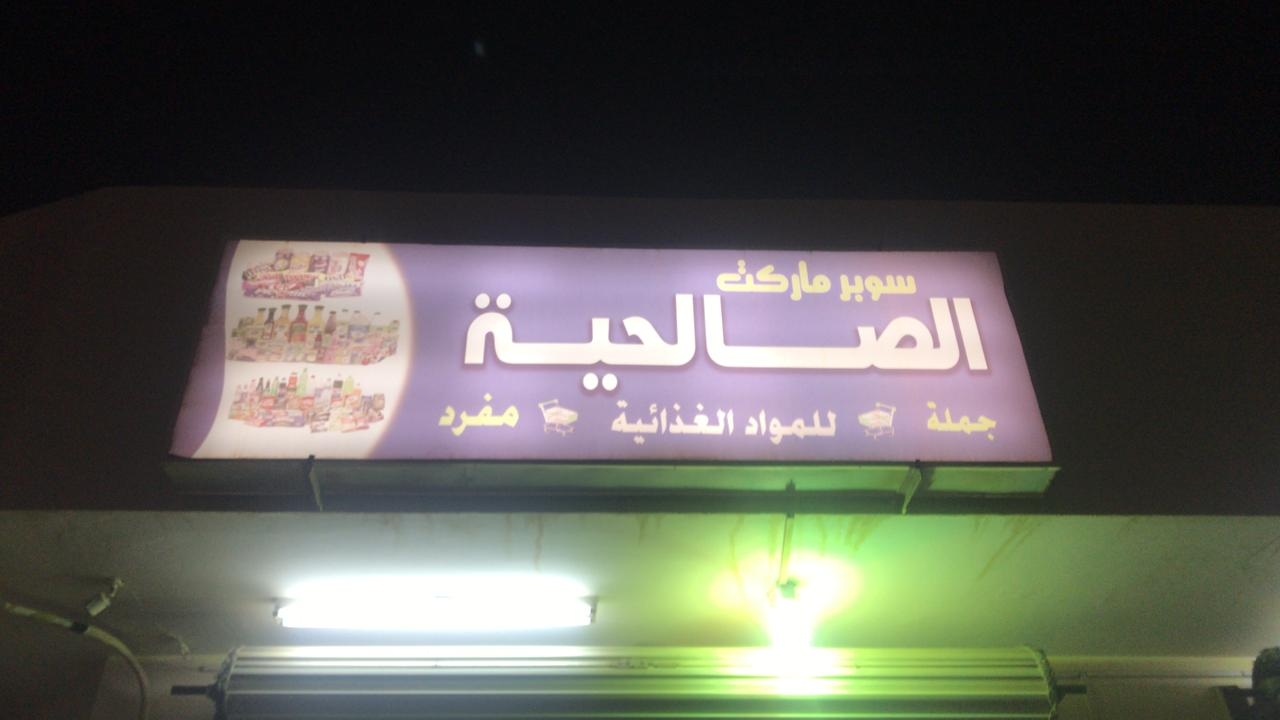 سوبر ماركت
الصالحية
جملة للمواد الغذائية مفرد